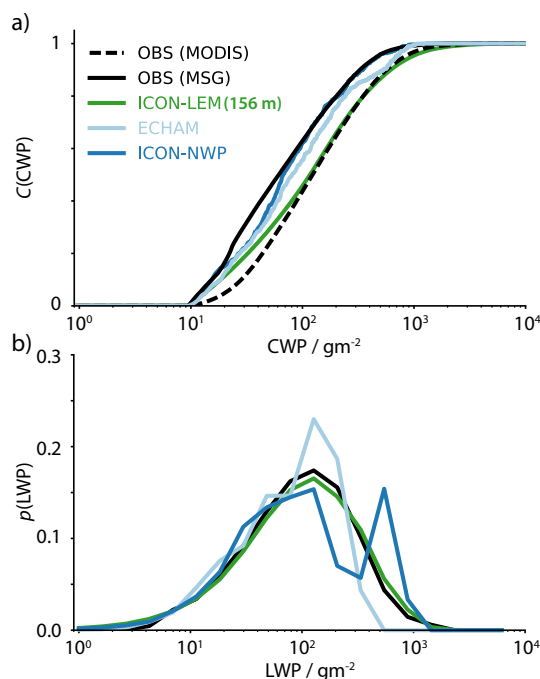 a)
1
OBS (MODIS)
OBS (MSG)
ICON-LEM (156 m)
ECHAM
ICON-NWP
C(CWP)
0
10⁰ 10¹ 10² 10³ 10⁴
CWP / gm⁻²
b)
0.3
0.2
p(LWP)
0.1
0.0
10⁰ 10¹ 10² 10³ 10⁴
LWP / gm⁻²